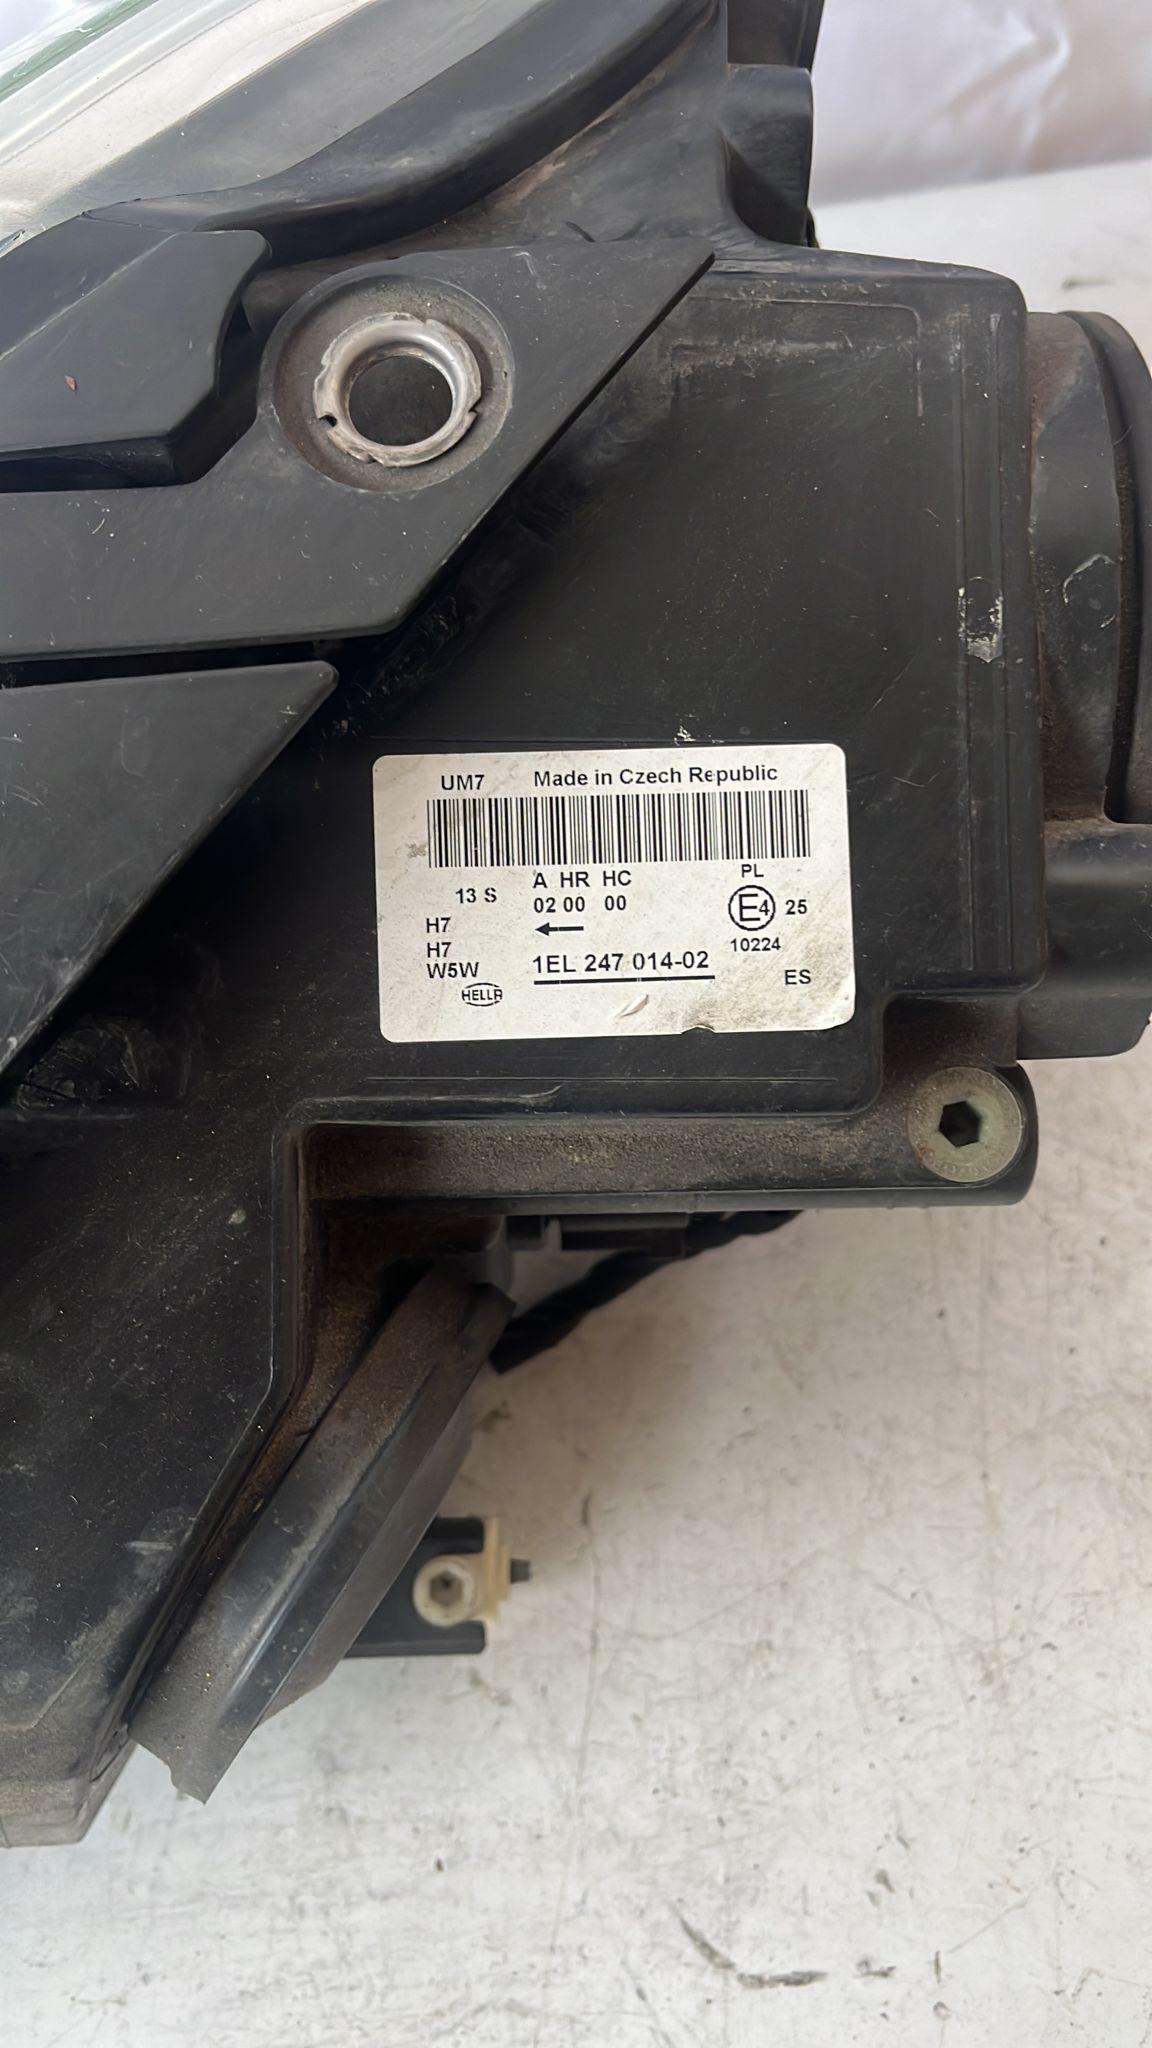 UM7 Made in Czech Republic
13 S A HR HC PL
02 00 00 E4 25
H7 ←
H7 10224
W5W 1EL 247 014-02 ES
HELLA